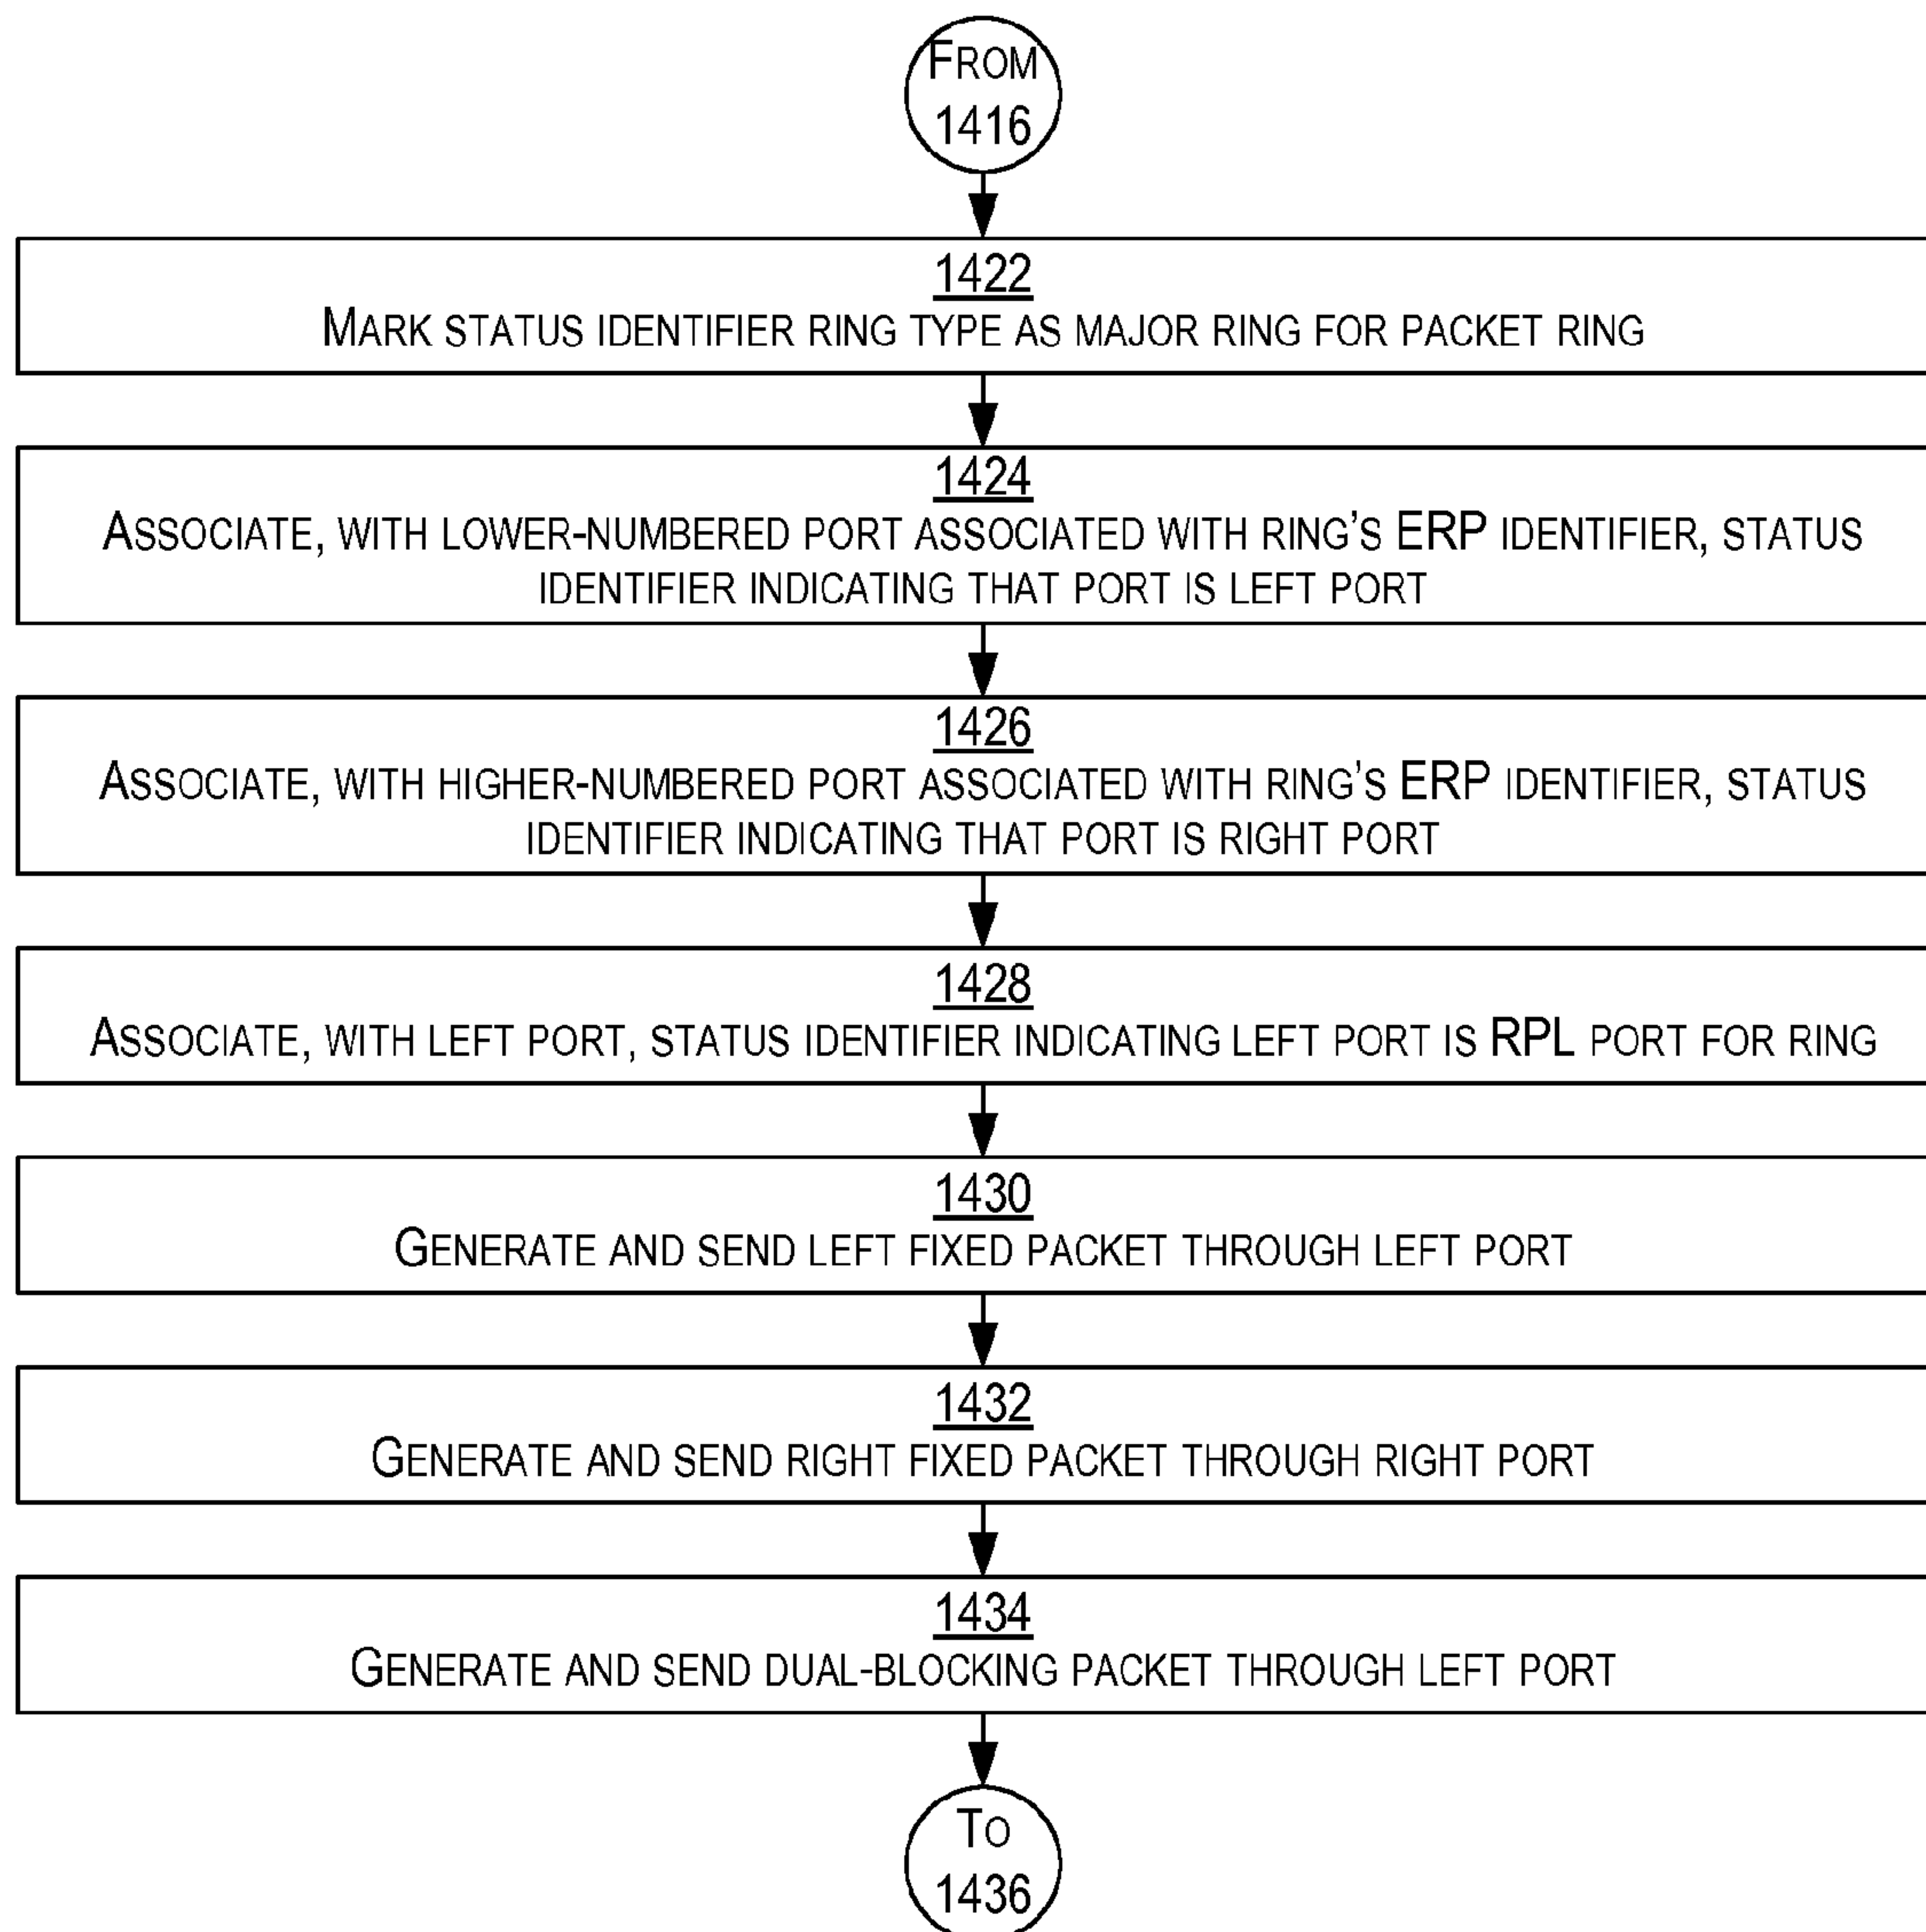 From
1416
1422
Mark status identifier ring type as major ring for packet ring
1424
Associate, with lower-numbered port associated with ring's ERP identifier, status
identifier indicating that port is left port
1426
Associate, with higher-numbered port associated with ring's ERP identifier, status
identifier indicating that port is right port
1428
Associate, with left port, status identifier indicating left port is RPL port for ring
1430
Generate and send left fixed packet through left port
1432
Generate and send right fixed packet through right port
1434
Generate and send dual-blocking packet through left port
To
1436